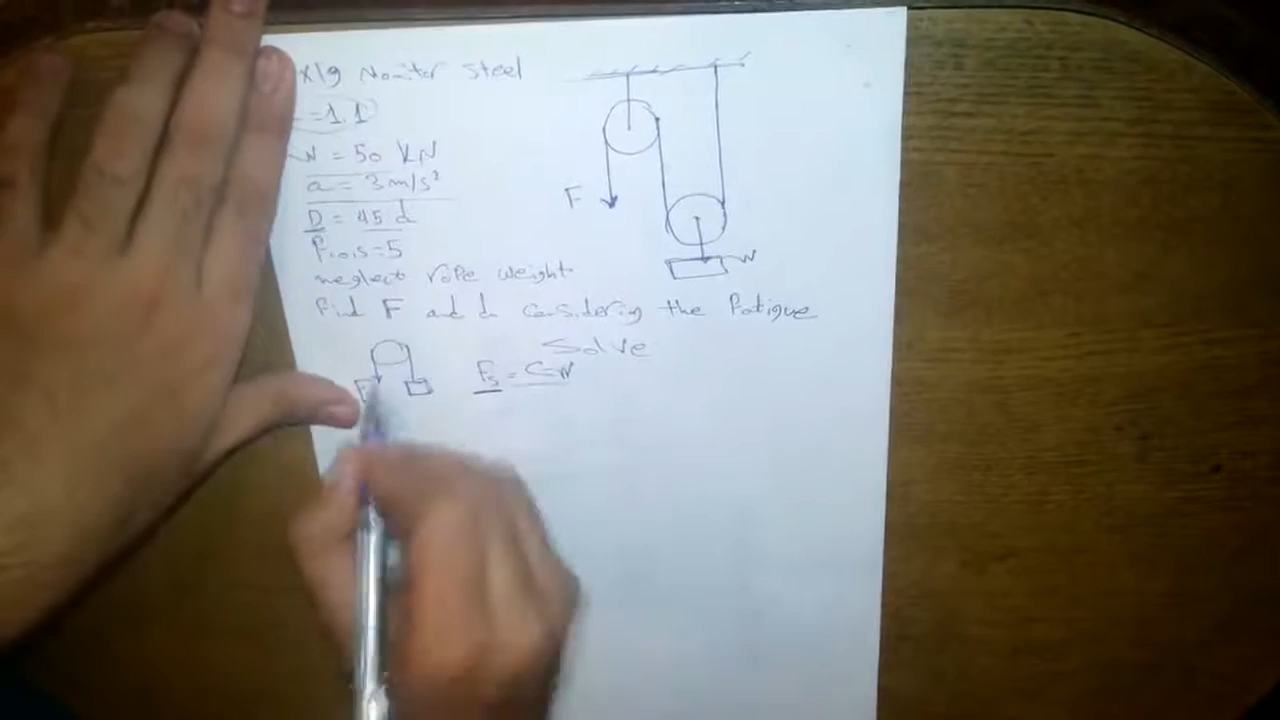 x19 Monitor Steel
=1.1
W = 50 kN
a = 3 m/s²
D = 45 d
F.o.s = 5
neglect rope weight
find F and d considering the fatigue
Solve
Fs = CW
F
F
W